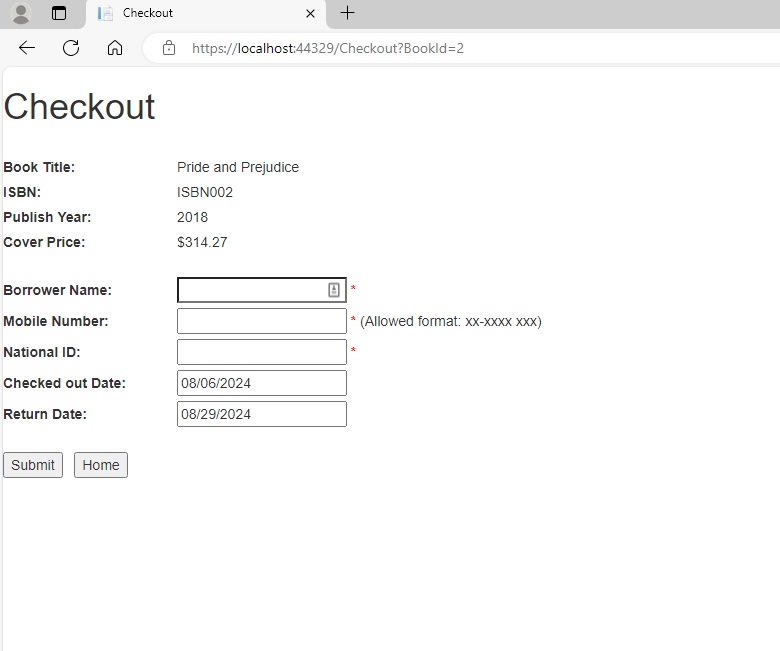 Checkout
https://localhost:44329/Checkout?BookId=2
Checkout
Book Title: Pride and Prejudice
ISBN: ISBN002
Publish Year: 2018
Cover Price: $314.27
Borrower Name: *
Mobile Number: * (Allowed format: xx-xxxx xxx)
National ID: *
Checked out Date: 08/06/2024
Return Date: 08/29/2024
Submit Home